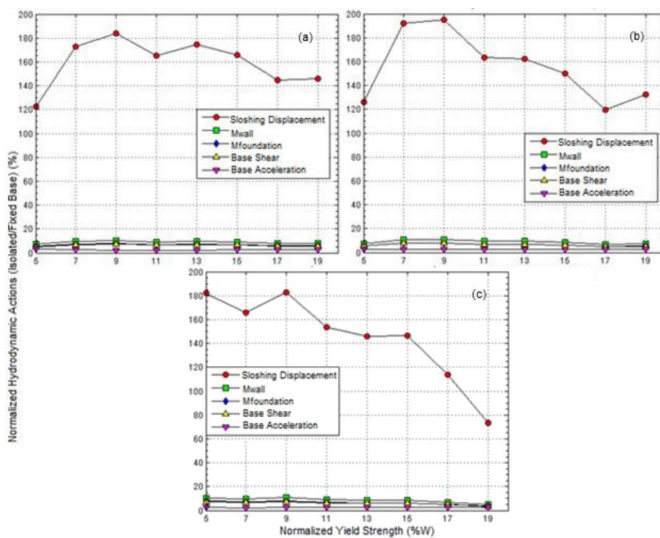 (a)
200
180
160
140
120
100
80
60
40
20
0
5 7 9 11 13 15 17 19
Sloshing Displacement
Mwall
Mfoundation
Base Shear
Base Acceleration
(b)
200
180
160
140
120
100
80
60
40
20
0
5 7 9 11 13 15 17 19
Sloshing Displacement
Mwall
Mfoundation
Base Shear
Base Acceleration
Normalized Hydrodynamic Actions (Isolated/Fixed Base) (%)
(c)
200
180
160
140
120
100
80
60
40
20
0
5 7 9 11 13 15 17 19
Sloshing Displacement
Mwall
Mfoundation
Base Shear
Base Acceleration
Normalized Yield Strength (%W)